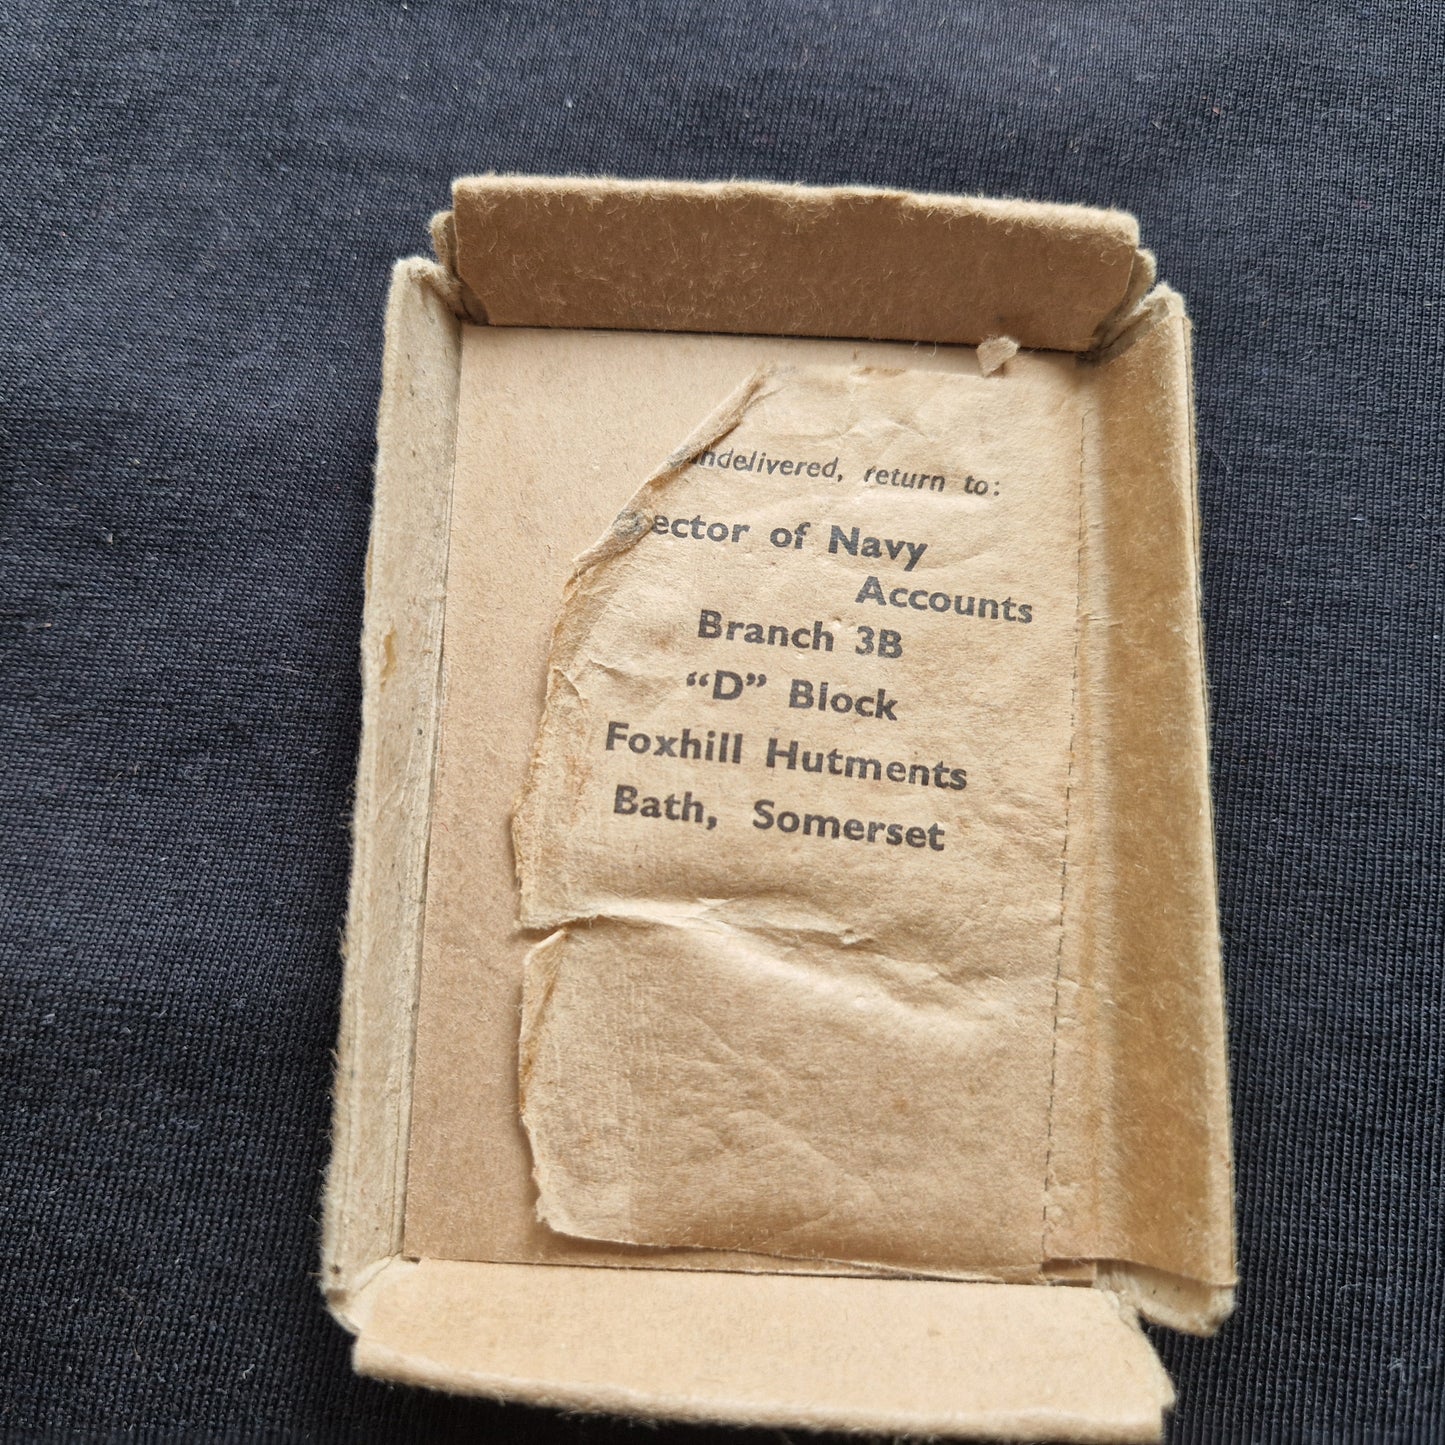 ndelivered, return to:
ector of Navy
Accounts
Branch 3B
“D” Block
Foxhill Hutments
Bath, Somerset